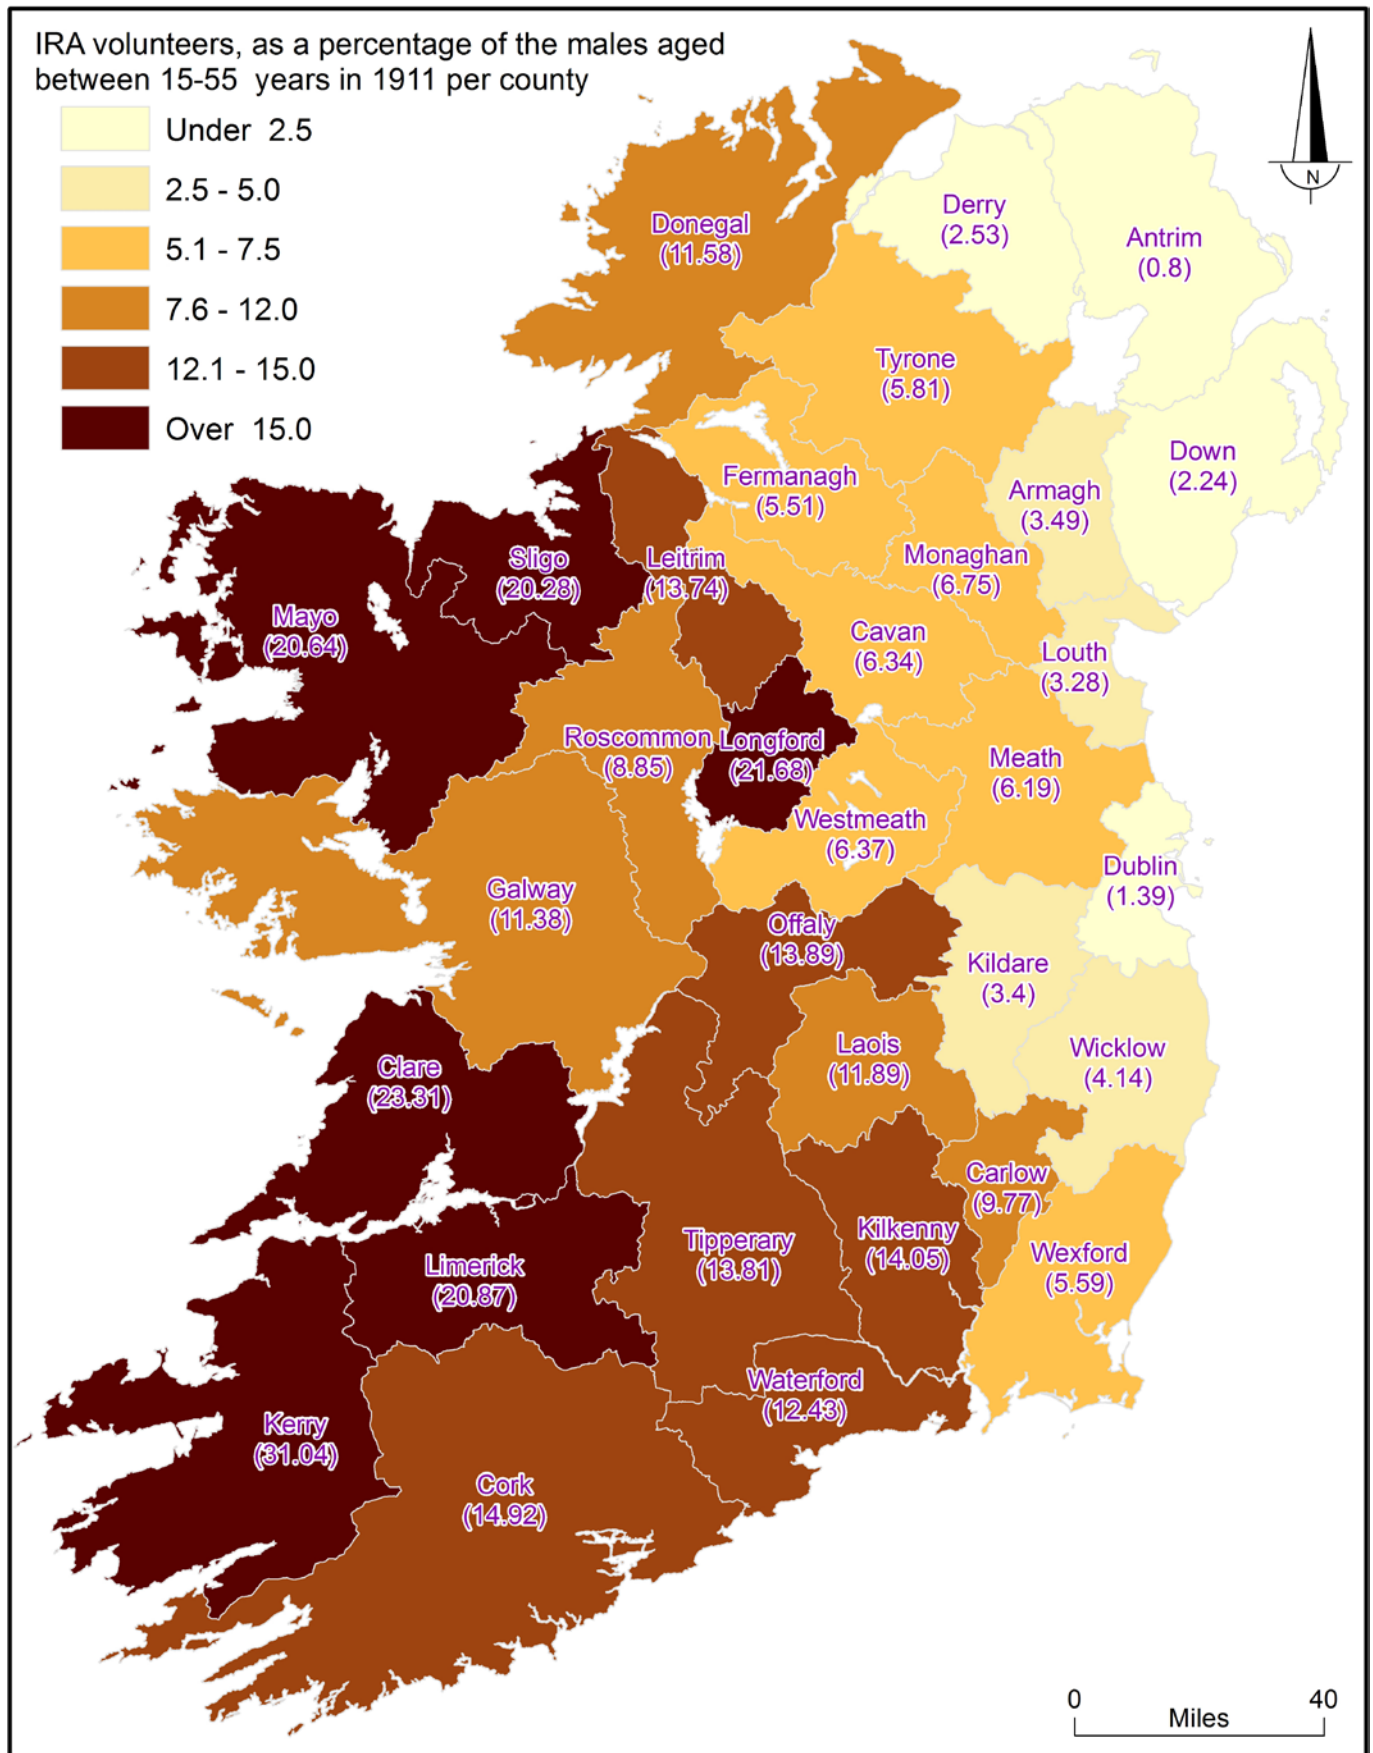 IRA volunteers, as a percentage of the males aged
between 15-55 years in 1911 per county
Under 2.5
2.5 - 5.0
5.1 - 7.5
7.6 - 12.0
12.1 - 15.0
Over 15.0
N
Donegal
(11.58)
Derry
(2.53)
Antrim
(0.8)
Tyrone
(5.81)
Down
(2.24)
Fermanagh
(5.51)
Armagh
(3.49)
Monaghan
(6.75)
Sligo
(20.28)
Leitrim
(13.74)
Mayo
(20.64)
Cavan
(6.34)
Louth
(3.28)
Roscommon
(8.85)
Longford
(21.68)
Meath
(6.19)
Westmeath
(6.37)
Dublin
(1.39)
Galway
(11.38)
Offaly
(13.89)
Kildare
(3.4)
Laois
(11.89)
Wicklow
(4.14)
Clare
(23.31)
Carlow
(9.77)
Kilkenny
(14.05)
Tipperary
(13.81)
Wexford
(5.59)
Limerick
(20.87)
Waterford
(12.43)
Kerry
(31.04)
Cork
(14.92)
0 40
Miles